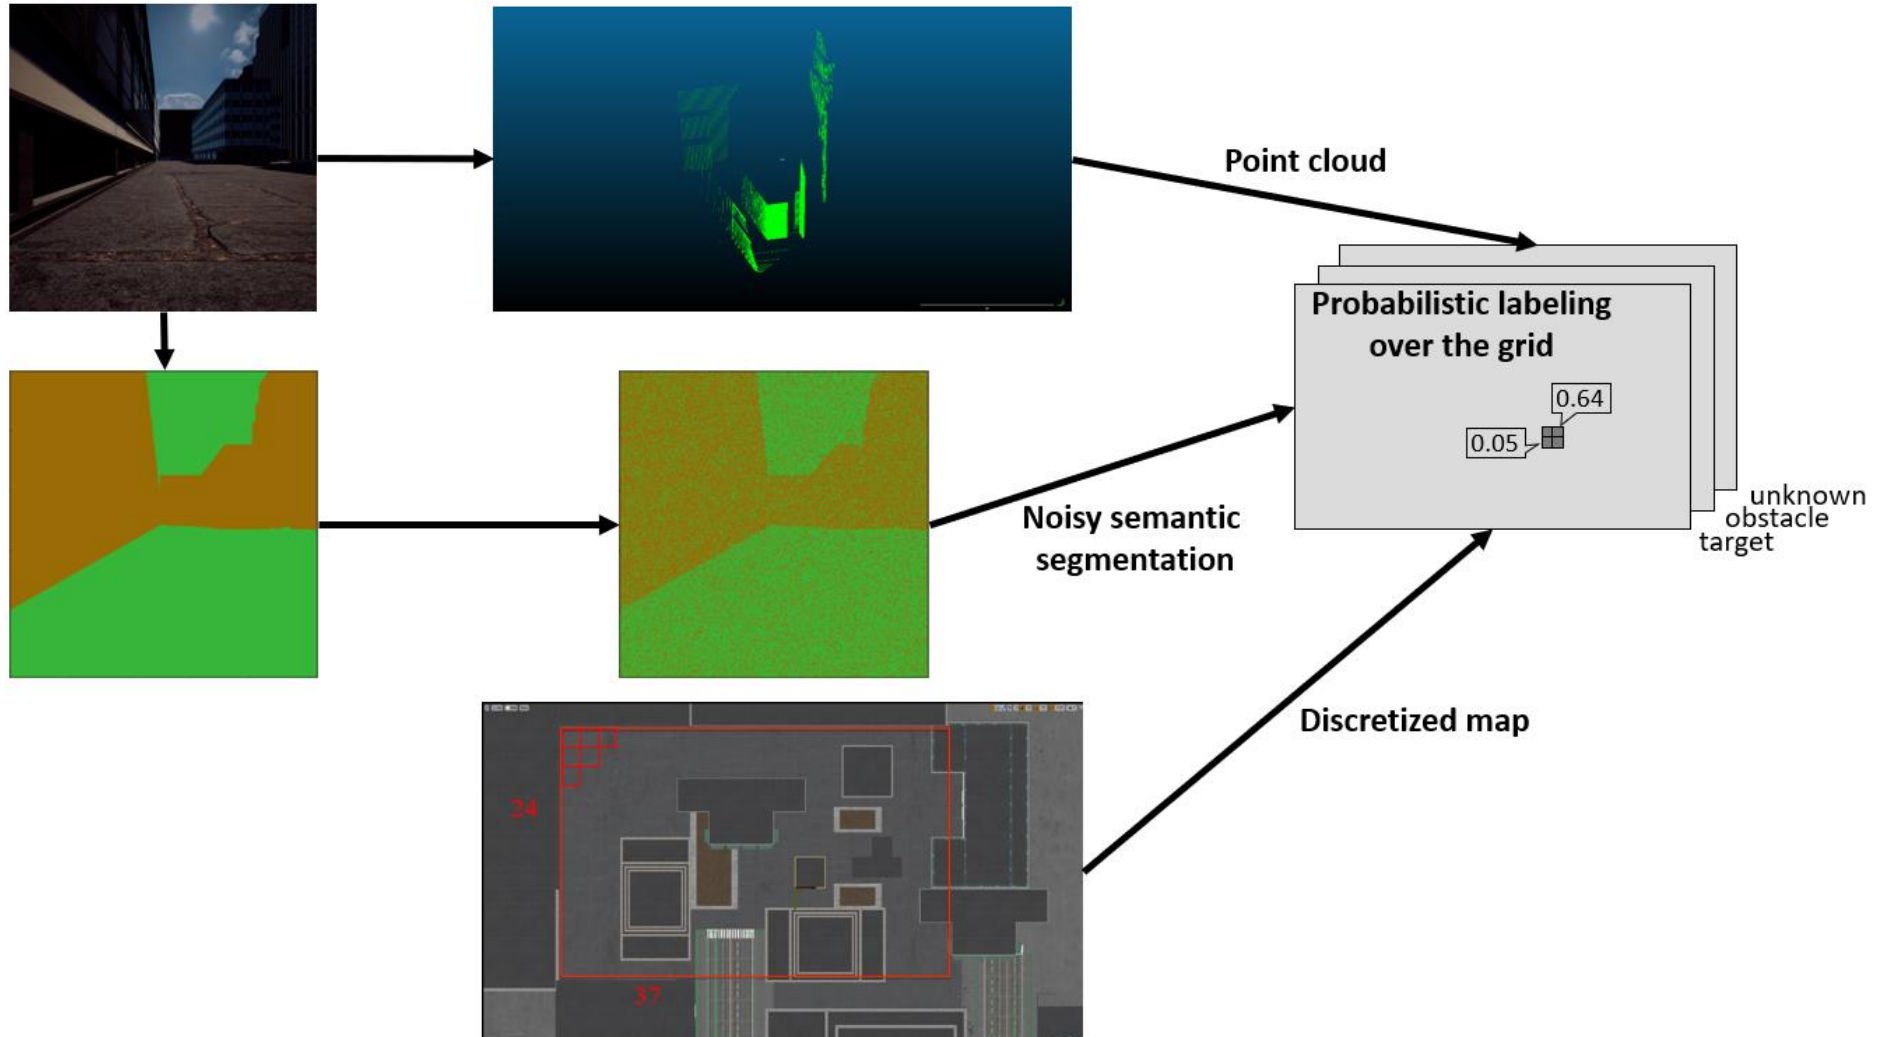 Point cloud
Probabilistic labeling
over the grid
0.64
0.05
unknown
obstacle
target
Noisy semantic
segmentation
Discretized map
24
37